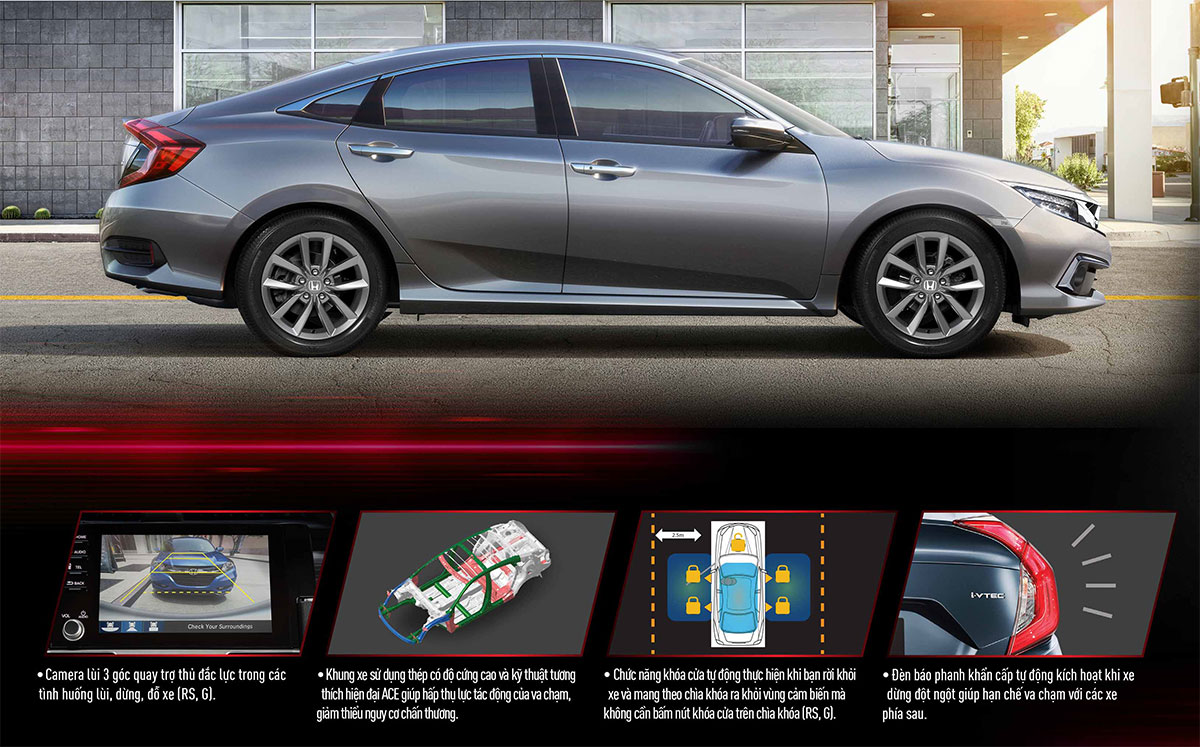 HOME
AUDIO
TEL
BACK
VOL
AUDIO
Check Your Surroundings
2.5m
i-VTEC
• Camera lùi 3 góc quay trợ thủ đắc lực trong các
tình huống lùi, dừng, đỗ xe (RS, G).
• Khung xe sử dụng thép có độ cứng cao và kỹ thuật tương
thích hiện đại ACE giúp hấp thụ lực tác động của va chạm,
giảm thiểu nguy cơ chấn thương.
• Chức năng khóa cửa tự động thực hiện khi bạn rời khỏi
xe và mang theo chìa khóa ra khỏi vùng cảm biến mà
không cần bấm nút khóa cửa trên chìa khóa (RS, G).
• Đèn báo phanh khẩn cấp tự động kích hoạt khi xe
dừng đột ngột giúp hạn chế va chạm với các xe
phía sau.